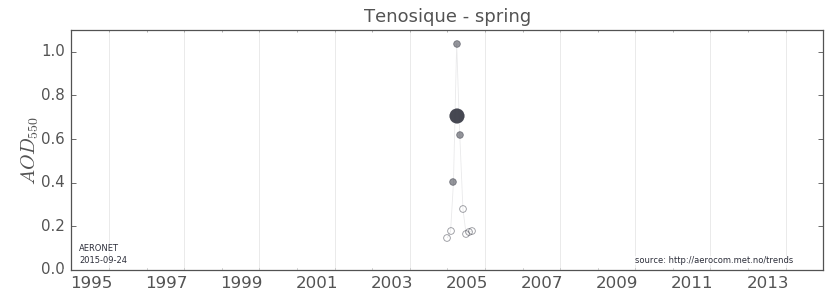 Tenosique - spring
1.0
0.8
0.6
0.4
0.2
0.0
AOD550
AERONET
2015-09-24
source: http://aerocom.met.no/trends
1995 1997 1999 2001 2003 2005 2007 2009 2011 2013